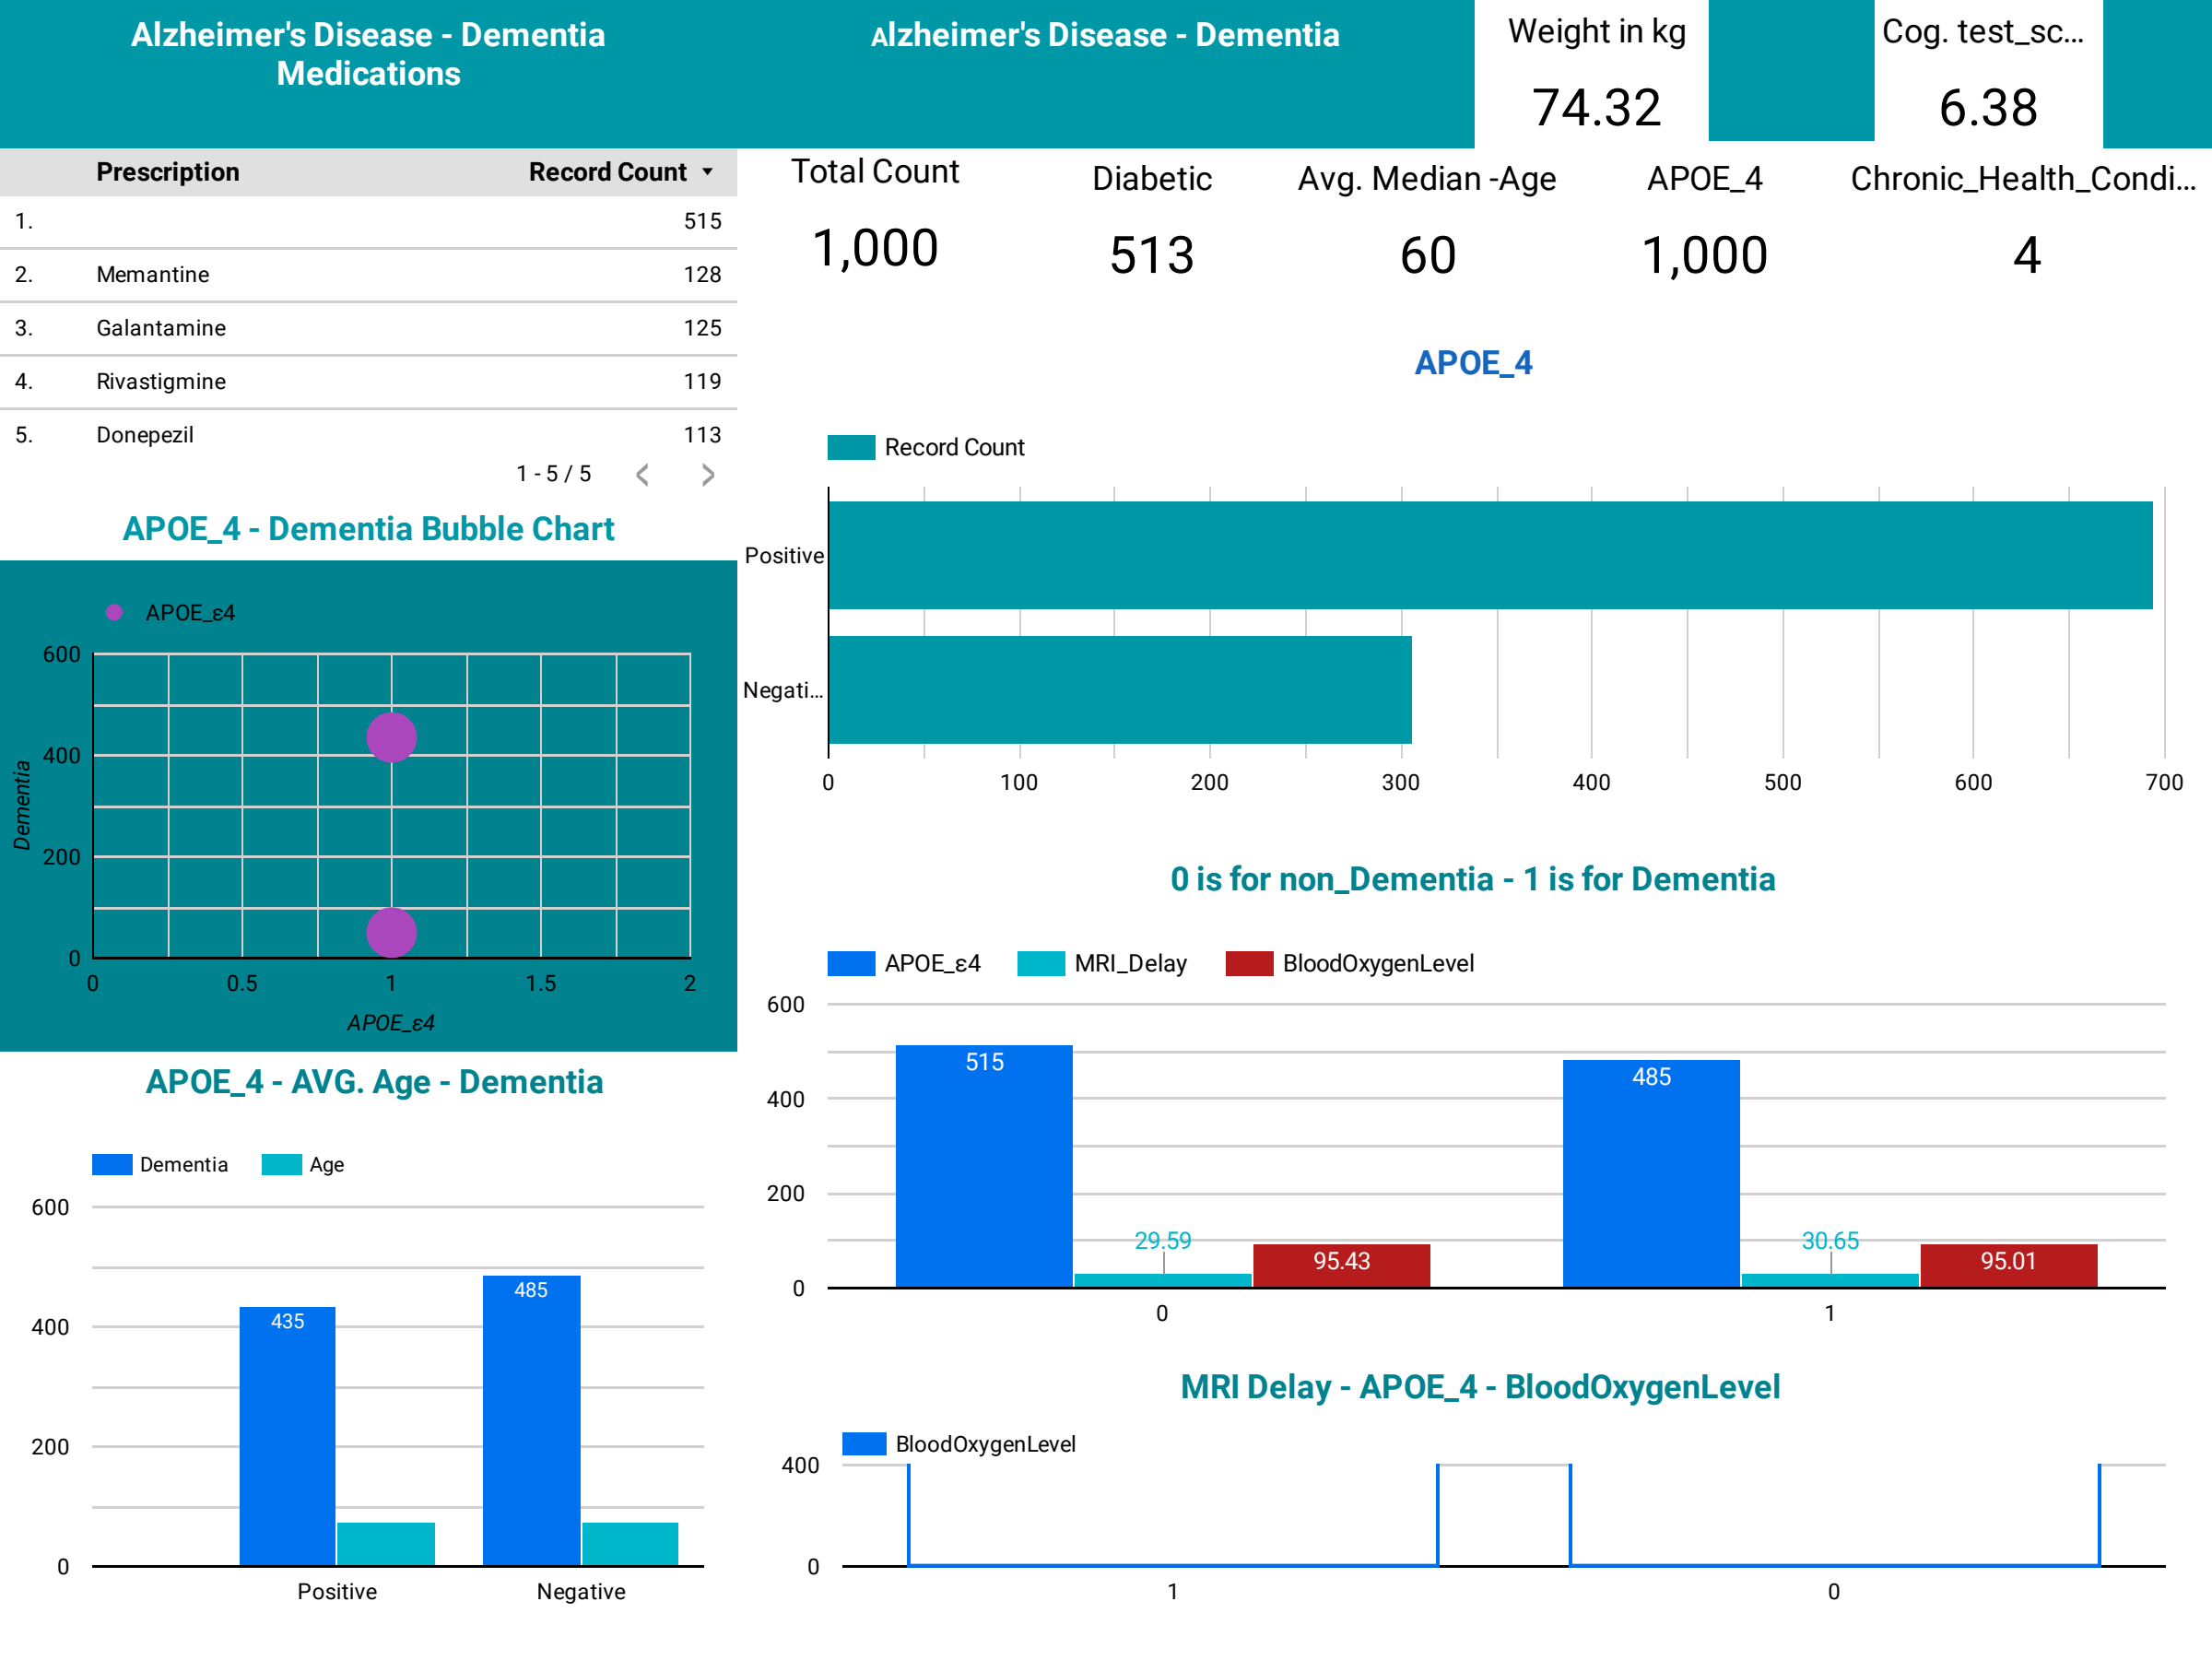 Alzheimer's Disease - Dementia
Medications
Prescription Record Count
1. 515
2. Memantine 128
3. Galantamine 125
4. Rivastigmine 119
5. Donepezil 113
1 - 5 / 5
APOE_4 - Dementia Bubble Chart
APOE_ε4
600
400
200
0
Dementia
0 0.5 1 1.5 2
APOE_ε4
APOE_4 - AVG. Age - Dementia
Dementia Age
600
400
200
0
435
485
Positive Negative
Alzheimer's Disease - Dementia
Weight in kg
74.32
Cog. test_sc...
6.38
Total Count
1,000
Diabetic
513
Avg. Median -Age
60
APOE_4
1,000
Chronic_Health_Condi...
4
APOE_4
Record Count
Positive
Negati...
0 100 200 300 400 500 600 700
0 is for non_Dementia - 1 is for Dementia
APOE_ε4 MRI_Delay BloodOxygenLevel
600
400
200
0
515
29.59
95.43
485
30.65
95.01
0 1
MRI Delay - APOE_4 - BloodOxygenLevel
BloodOxygenLevel
400
0
1 0